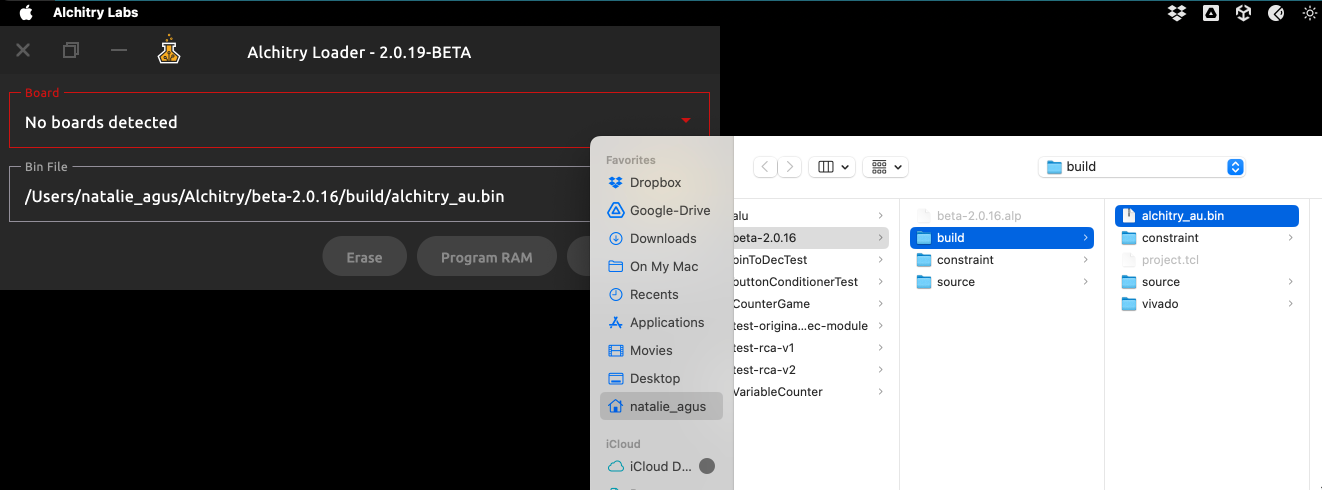 Alchitry Labs
Alchitry Loader - 2.0.19-BETA
Board
No boards detected
Bin File
/Users/natalie_agus/Alchitry/beta-2.0.16/build/alchitry_au.bin
Erase
Program RAM
Favorites
Dropbox
Google-Drive
Downloads
On My Mac
Recents
Applications
Movies
Desktop
natalie_agus
iCloud
iCloud D...
build
alu
beta-2.0.16
binToDecTest
buttonConditionerTest
CounterGame
test-origina...ec-module
test-rca-v1
test-rca-v2
VariableCounter
beta-2.0.16.alp
build
constraint
source
alchitry_au.bin
constraint
project.tcl
source
vivado